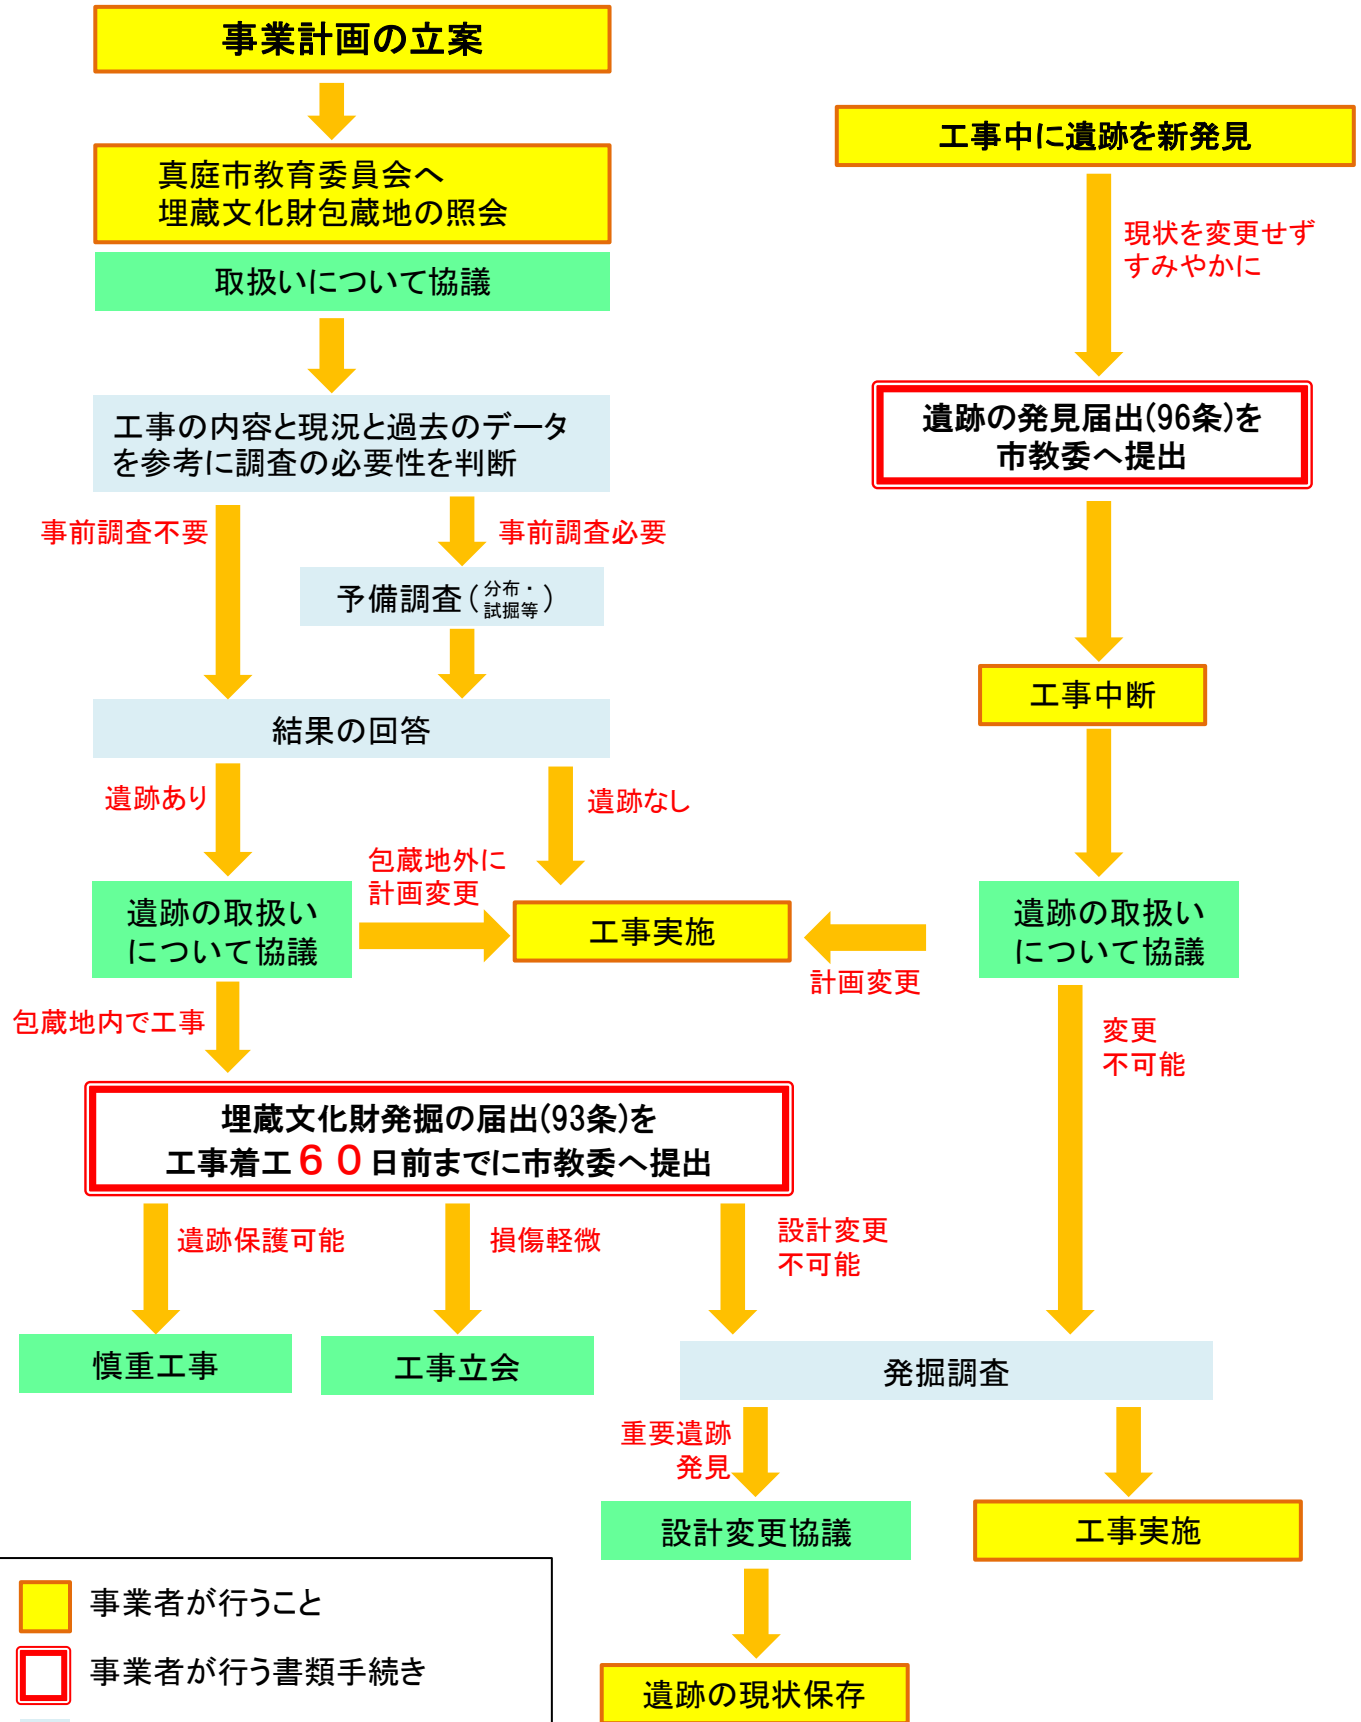 事業計画の立案
真庭市教育委員会へ
埋蔵文化財包蔵地の照会
取扱いについて協議
工事の内容と現況と過去のデータ
を参考に調査の必要性を判断
事前調査不要
事前調査必要
予備調査(分布・
試掘等)
結果の回答
遺跡あり
遺跡なし
遺跡の取扱い
について協議
包蔵地外に
計画変更
工事実施
包蔵地内で工事
埋蔵文化財発掘の届出(93条)を
工事着工６０日前までに市教委へ提出
遺跡保護可能
損傷軽微
設計変更
不可能
慎重工事
工事立会
工事中に遺跡を新発見
現状を変更せず
すみやかに
遺跡の発見届出(96条)を
市教委へ提出
工事中断
遺跡の取扱い
について協議
計画変更
変更
不可能
発掘調査
重要遺跡
発見
設計変更協議
工事実施
遺跡の現状保存
事業者が行うこと
事業者が行う書類手続き